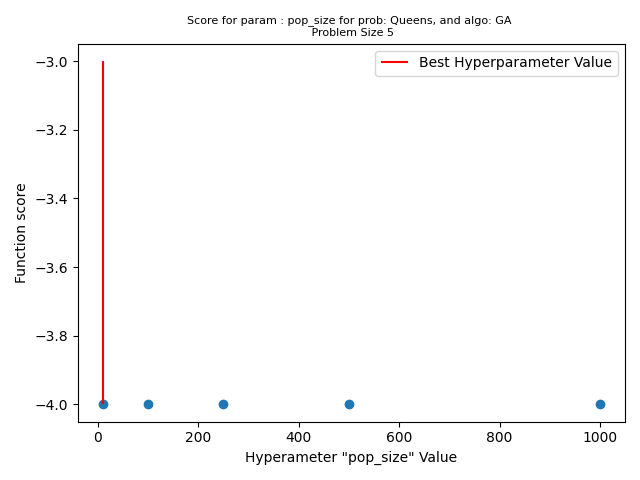 Score for param : pop_size for prob: Queens, and algo: GA
Problem Size 5
Best Hyperparameter Value
−3.0
−3.2
−3.4
−3.6
−3.8
−4.0
Function score
0
200
400
600
800
1000
Hyperameter "pop_size" Value